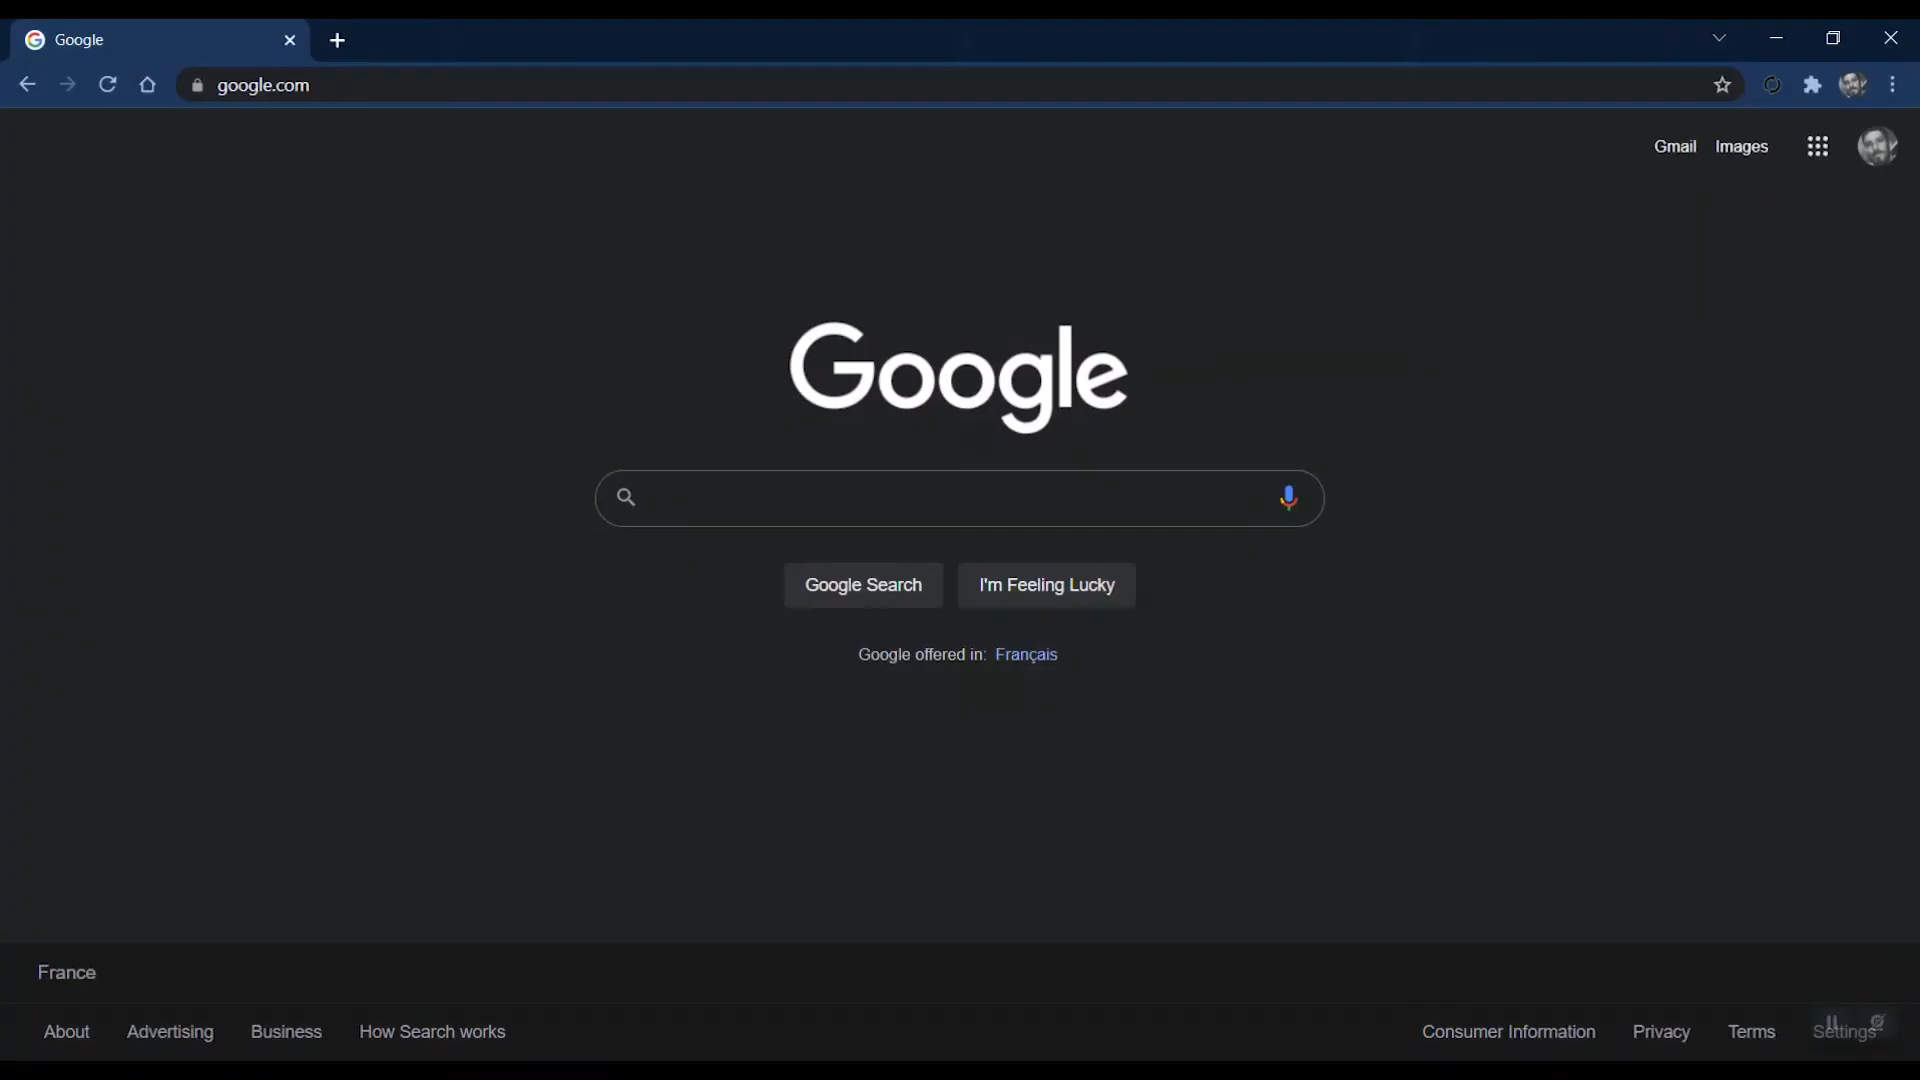 Google
google.com
Gmail Images
Google
Google Search I'm Feeling Lucky
Google offered in: Français
France
About Advertising Business How Search works Consumer Information Privacy Terms Settings